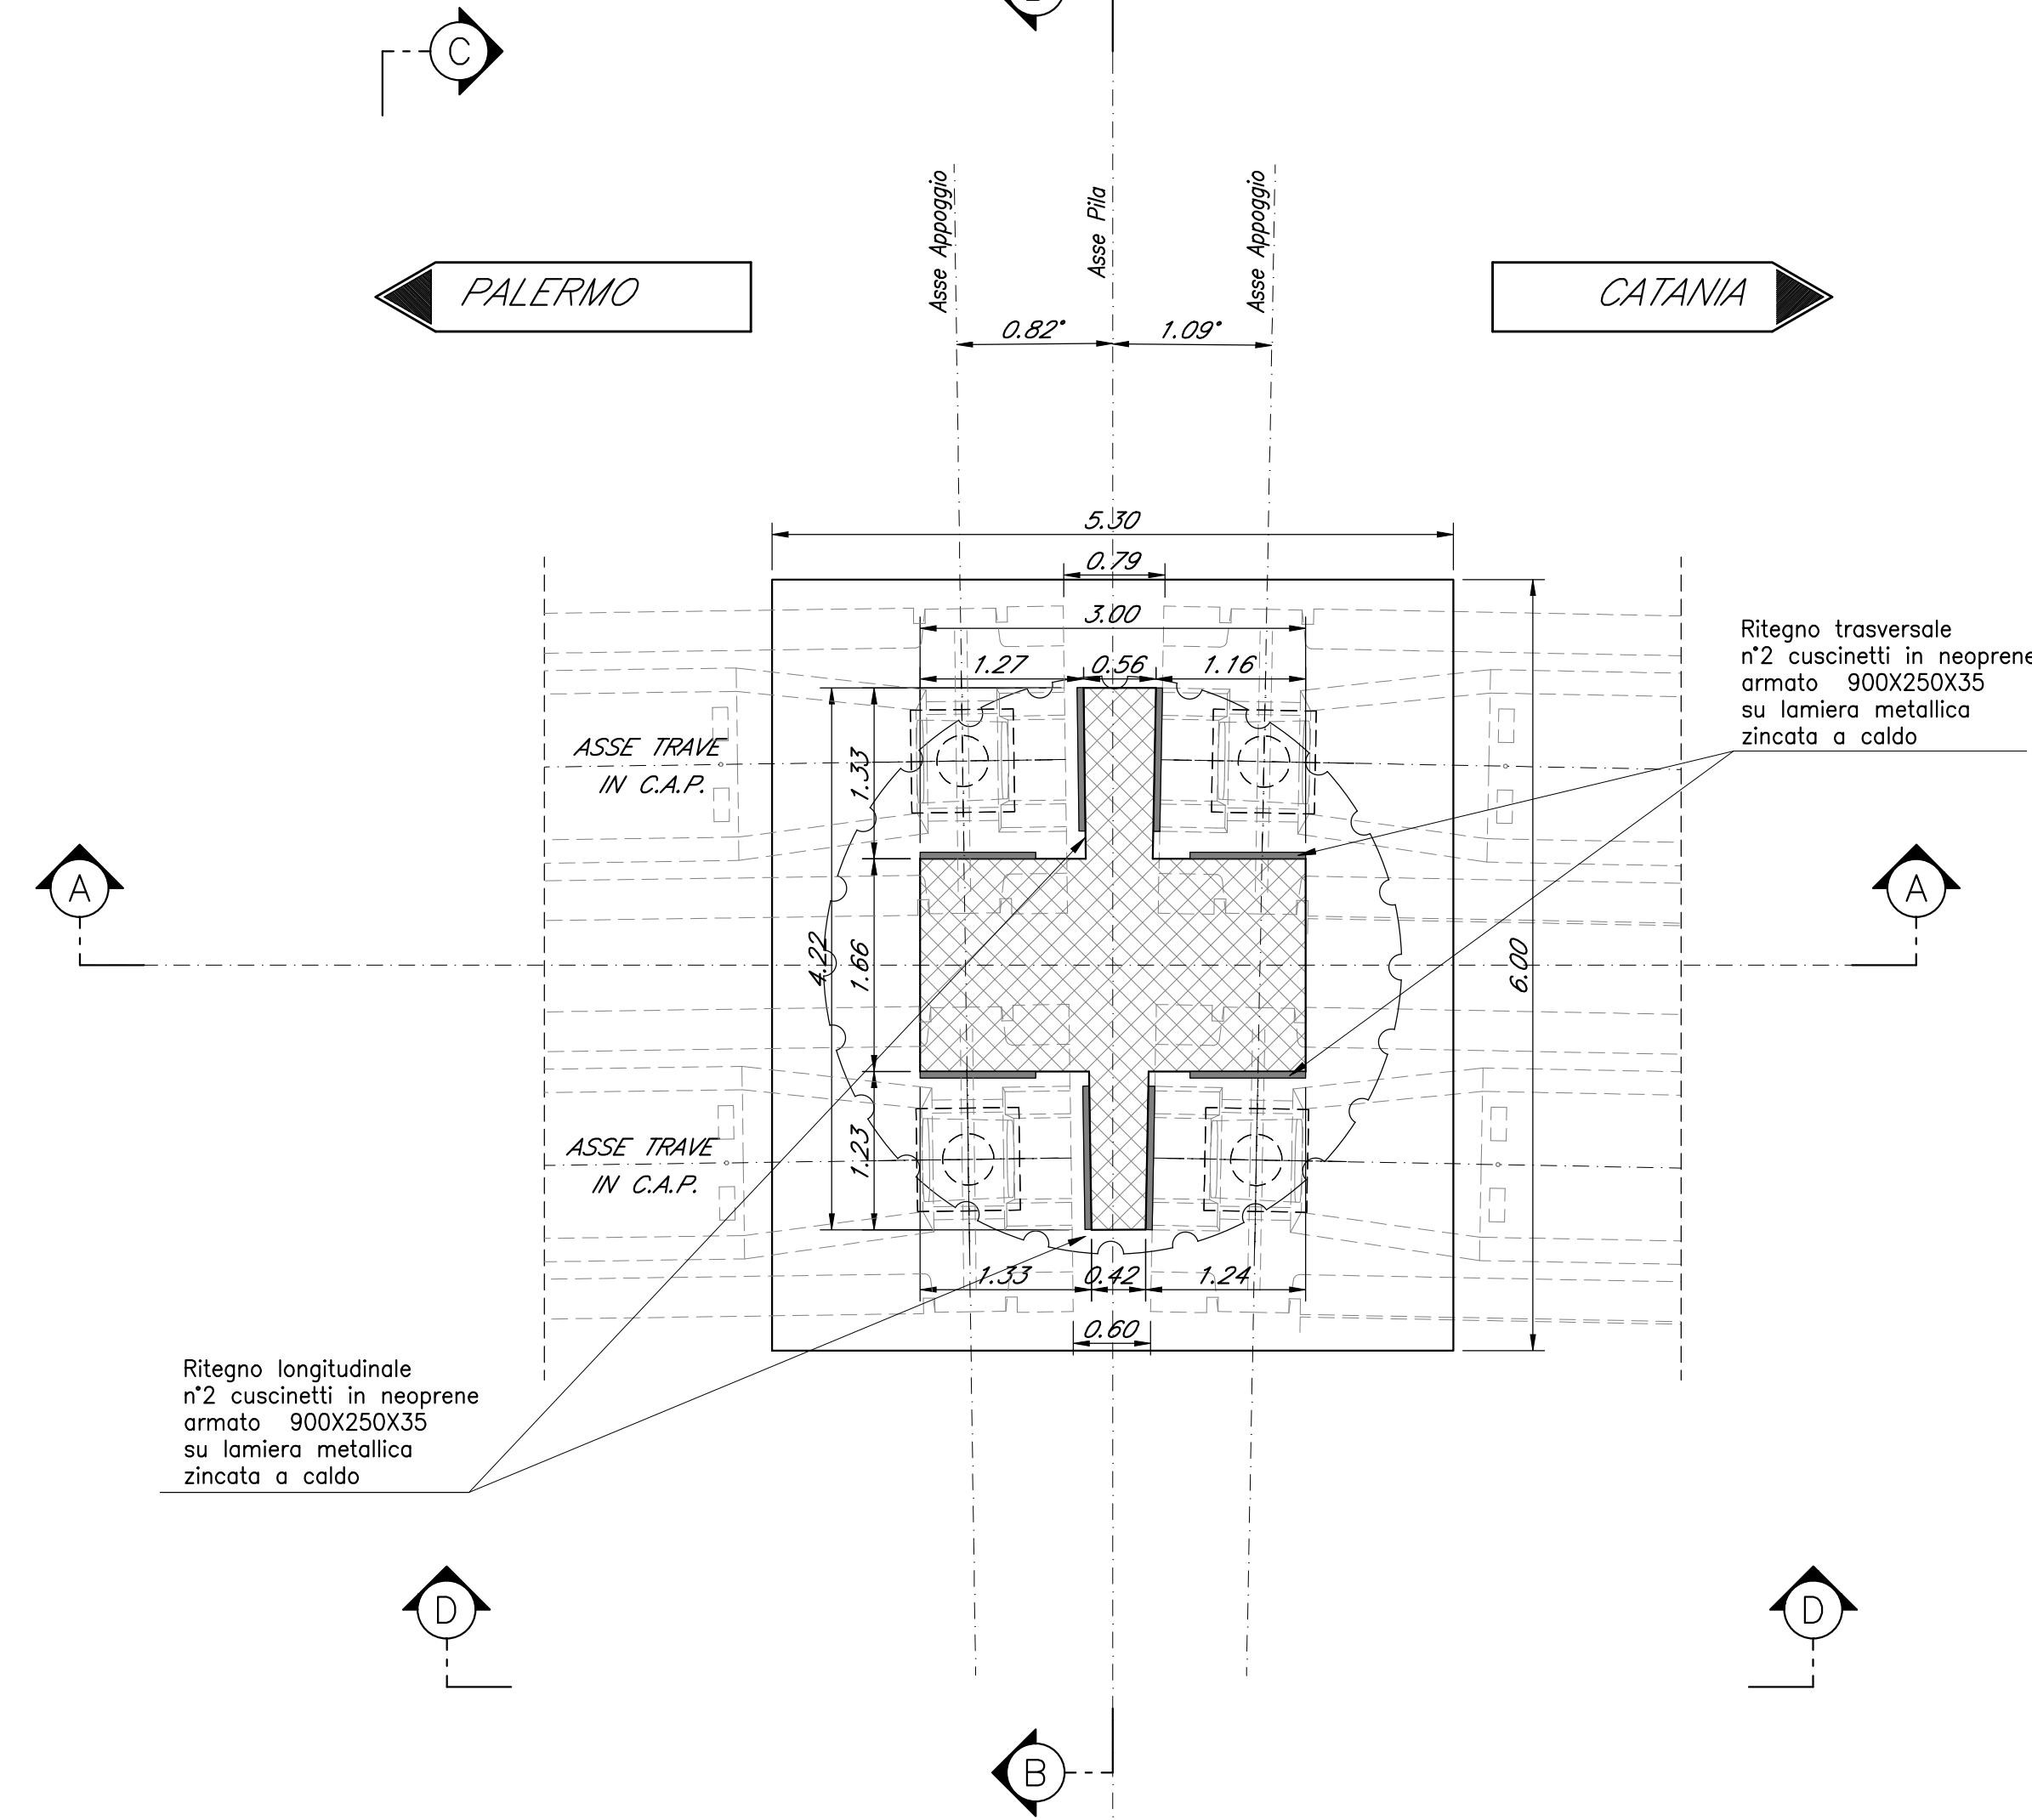 C
Asse Appoggio
Asse Pila
Asse Appoggio
PALERMO
CATANIA
0.82°
1.09°
5.30
0.79
3.00
1.27
0.56
1.16
Ritegno trasversale
n°2 cuscinetti in neoprene
armato 900X250X35
su lamiera metallica
zincata a caldo
ASSE TRAVE
IN C.A.P.
1.33
A
A
4.22
1.66
6.00
1.23
ASSE TRAVE
IN C.A.P.
1.33
0.42
1.24
0.60
Ritegno longitudinale
n°2 cuscinetti in neoprene
armato 900X250X35
su lamiera metallica
zincata a caldo
D
D
B